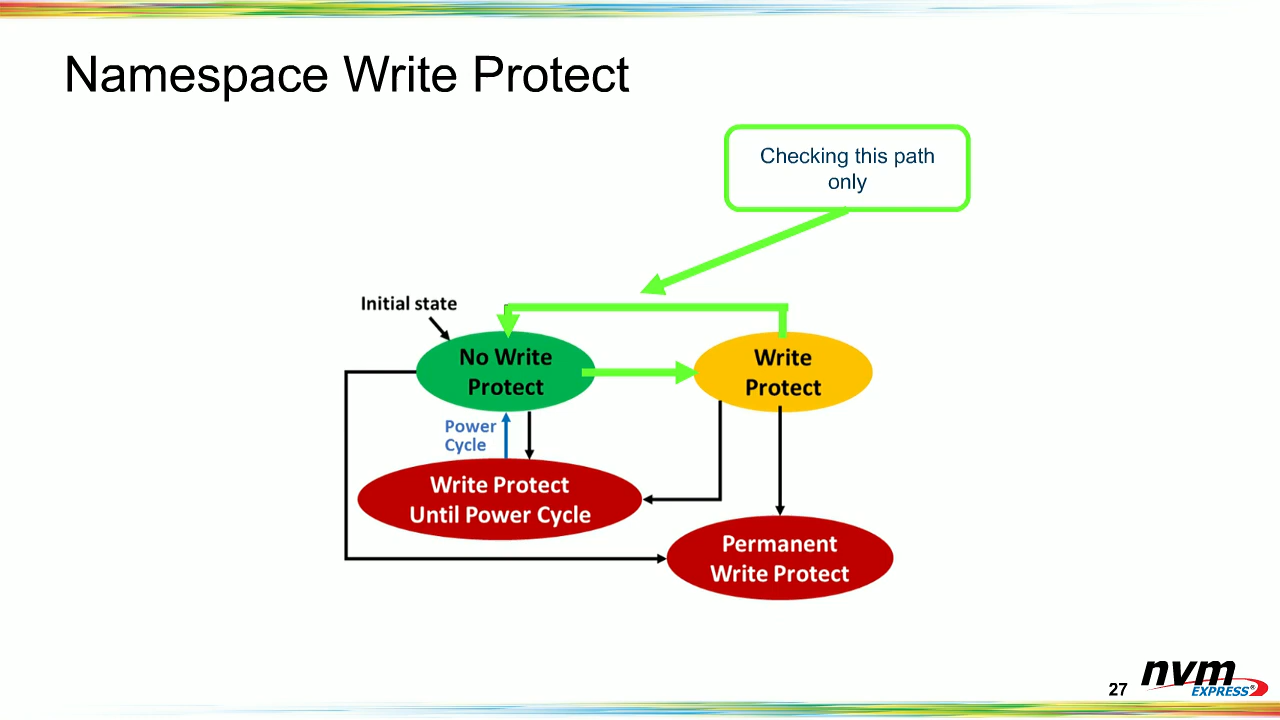 Namespace Write Protect
Checking this path
only
Initial state
No Write
Protect
Write
Protect
Power
Cycle
Write Protect
Until Power Cycle
Permanent
Write Protect
27
nvm
EXPRESS®